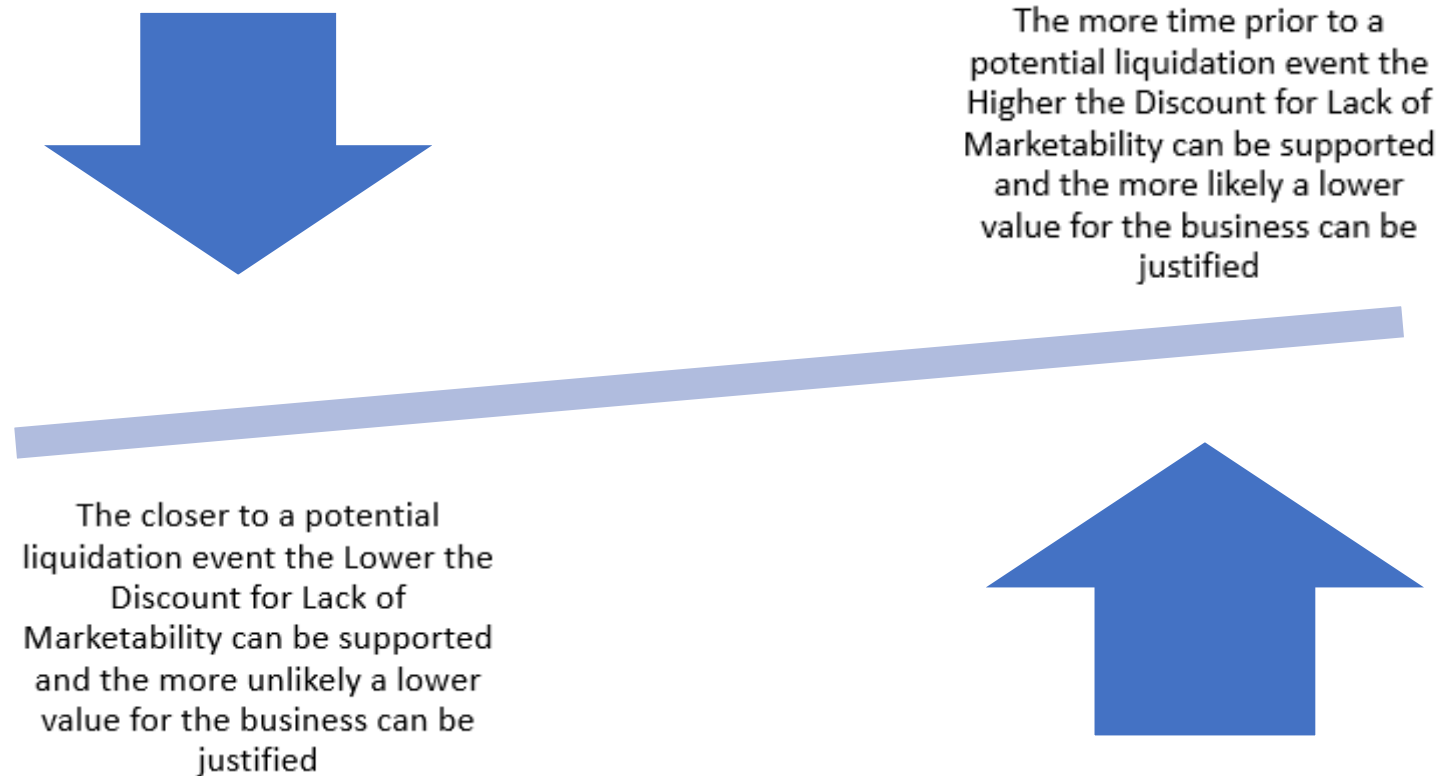 The more time prior to a
potential liquidation event the
Higher the Discount for Lack of
Marketability can be supported
and the more likely a lower
value for the business can be
justified
The closer to a potential
liquidation event the Lower the
Discount for Lack of
Marketability can be supported
and the more unlikely a lower
value for the business can be
justified